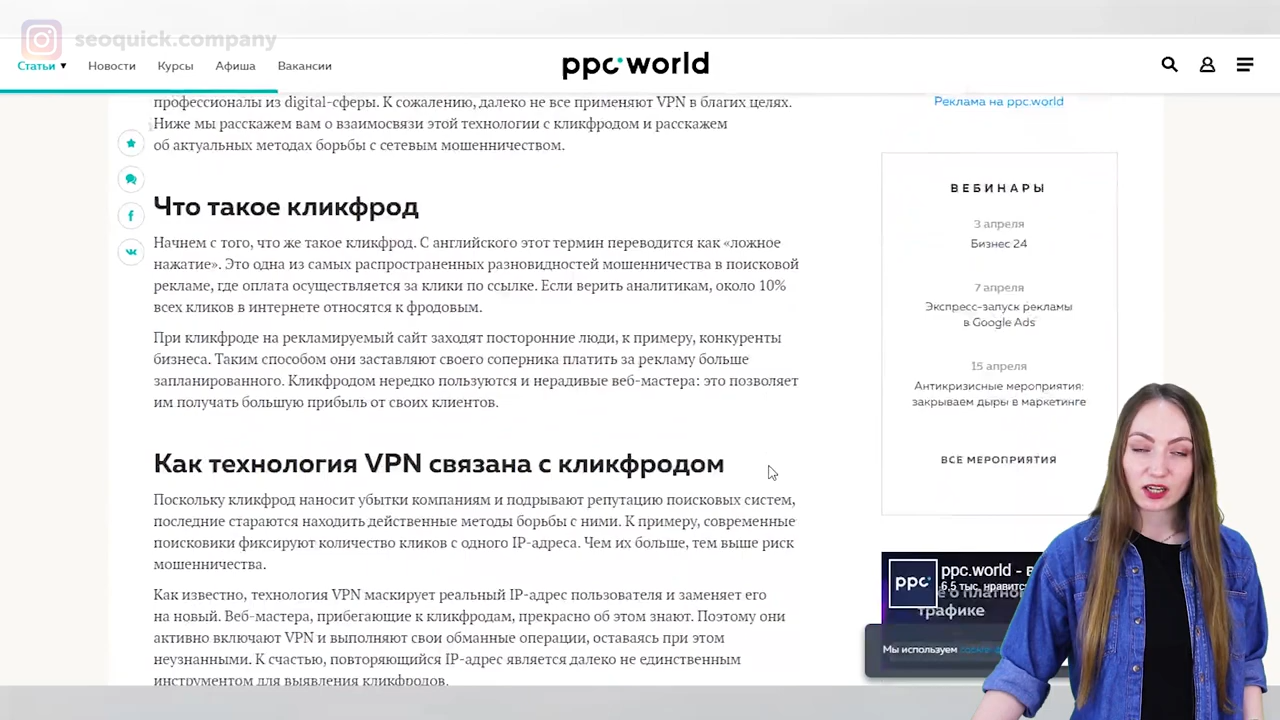 seoquick.company
Статьи
Новости
Курсы
Афиша
Вакансии
ppc world
профессионалы из digital-сферы. К сожалению, далеко не все применяют VPN в благих целях.
Ниже мы расскажем вам о взаимосвязи этой технологии с кликфродом и расскажем
об актуальных методах борьбы с сетевым мошенничеством.
Что такое кликфрод
Начнем с того, что же такое кликфрод. С английского этот термин переводится как «ложное
нажатие». Это одна из самых распространенных разновидностей мошенничества в поисковой
рекламе, где оплата осуществляется за клики по ссылке. Если верить аналитикам, около 10%
всех кликов в интернете относятся к фродовым.
При кликфроде на рекламируемый сайт заходят посторонние люди, к примеру, конкуренты
бизнеса. Таким способом они заставляют своего соперника платить за рекламу больше
запланированного. Кликфродом нередко пользуются и нерадивые веб-мастера: это позволяет
им получать большую прибыль от своих клиентов.
Как технология VPN связана с кликфродом
Поскольку кликфрод наносит убытки компаниям и подрывают репутацию поисковых систем,
последние стараются находить действенные методы борьбы с ними. К примеру, современные
поисковики фиксируют количество кликов с одного IP-адреса. Чем их больше, тем выше риск
мошенничества.
Как известно, технология VPN маскирует реальный IP-адрес пользователя и заменяет его
на новый. Веб-мастера, прибегающие к кликфродам, прекрасно об этом знают. Поэтому они
активно включают VPN и выполняют свои обманные операции, оставаясь при этом
неузнанными. К счастью, повторяющийся IP-адрес является далеко не единственным
инструментом для выявления кликфродов.
Реклама на ppc.world
ВЕБИНАРЫ
3 апреля
Бизнес 24
7 апреля
Экспресс-запуск рекламы
в Google Ads
15 апреля
Антикризисные мероприятия:
закрываем дыры в маркетинге
ВСЕ МЕРОПРИЯТИЯ
ppc
ppc.world - в
6,5 тыс. нравится
е о платном
трафике
Мы используем